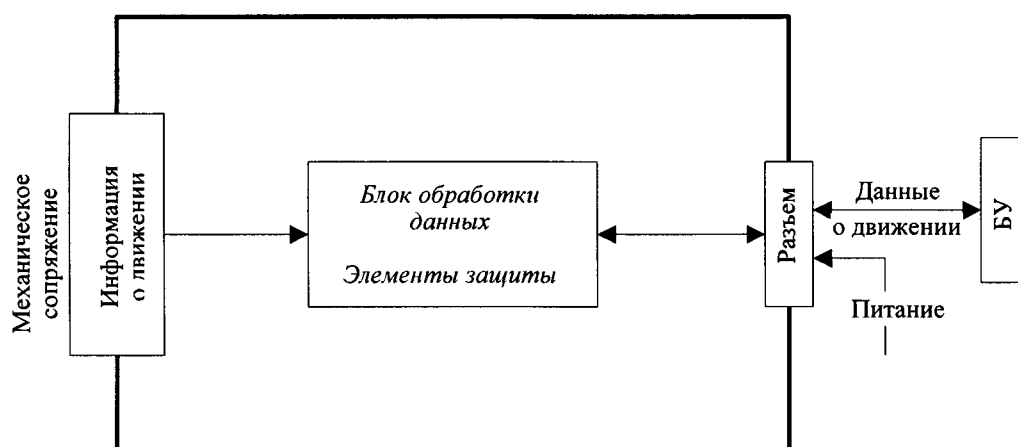 Механическое
сопряжение
Информация
о движении
Блок обработки
данных
Элементы защиты
Разъем
Данные
о движении
Питание
БУ